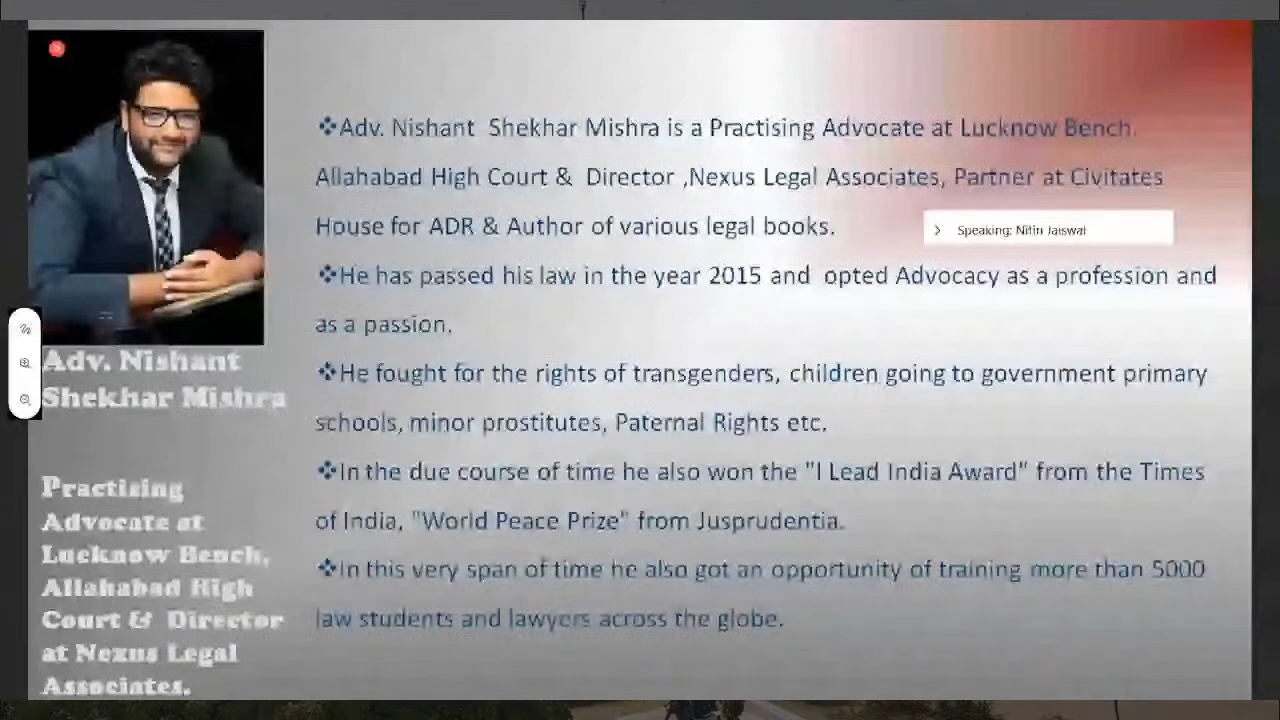 ❖Adv. Nishant Shekhar Mishra is a Practising Advocate at Lucknow Bench,
Allahabad High Court & Director ,Nexus Legal Associates, Partner at Civitates
House for ADR & Author of various legal books.
Speaking: Nitin Jaiswal
❖He has passed his law in the year 2015 and opted Advocacy as a profession and
as a passion.
❖He fought for the rights of transgenders, children going to government primary
schools, minor prostitutes, Paternal Rights etc.
❖In the due course of time he also won the "I Lead India Award" from the Times
of India, "World Peace Prize" from Jusprudentia.
❖In this very span of time he also got an opportunity of training more than 5000
law students and lawyers across the globe.
Adv. Nishant
Shekhar Mishra
Practising
Advocate at
Lucknow Bench,
Allahabad High
Court & Director
at Nexus Legal
Associates.